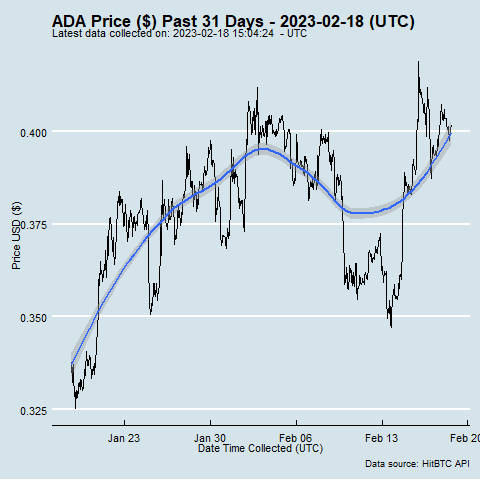 ADA Price ($) Past 31 Days - 2023-02-18 (UTC)
Latest data collected on: 2023-02-18 15:04:24 - UTC
Price USD ($)
0.400
0.375
0.350
0.325
Jan 23 Jan 30 Feb 06 Feb 13 Feb 20
Date Time Collected (UTC)
Data source: HitBTC API